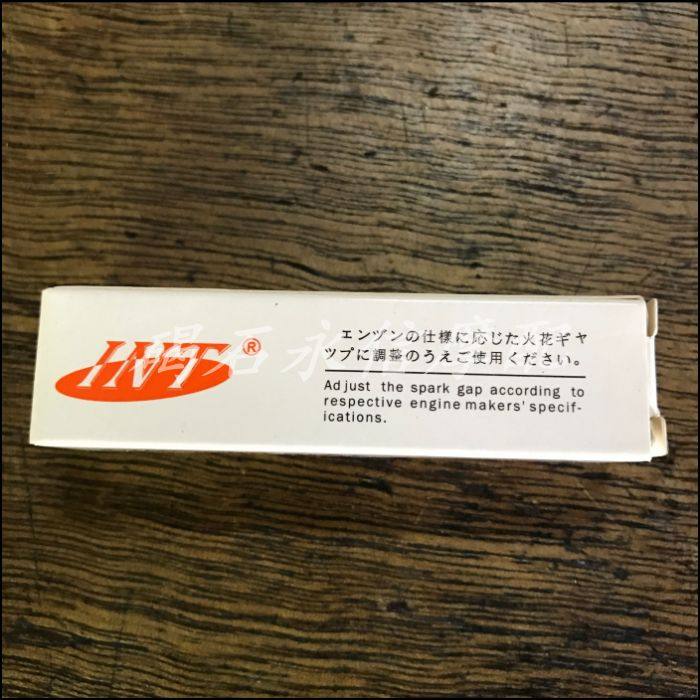 HNT®
エンヅンの仕様に応じた火花ギヤ
ツプに調整のうえご使用ください。
Adjust the spark gap according to
respective engine makers' specif-
ications.